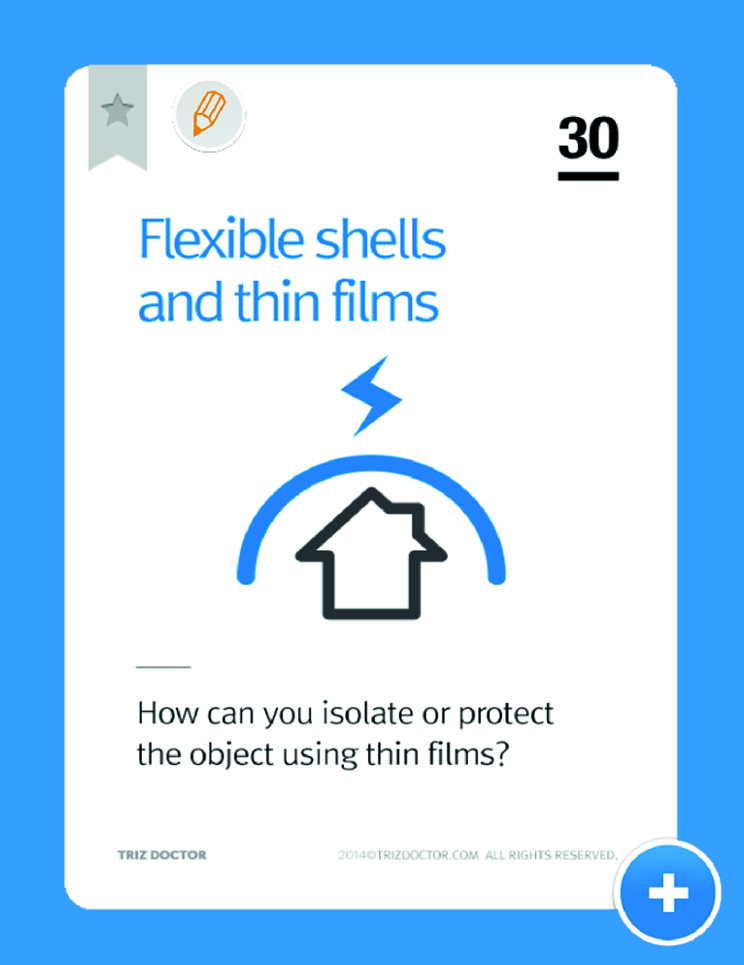 30
Flexible shells
and thin films
How can you isolate or protect
the object using thin films?
TRIZ DOCTOR
2014©TRIZDOCTOR.COM ALL RIGHTS RESERVED.